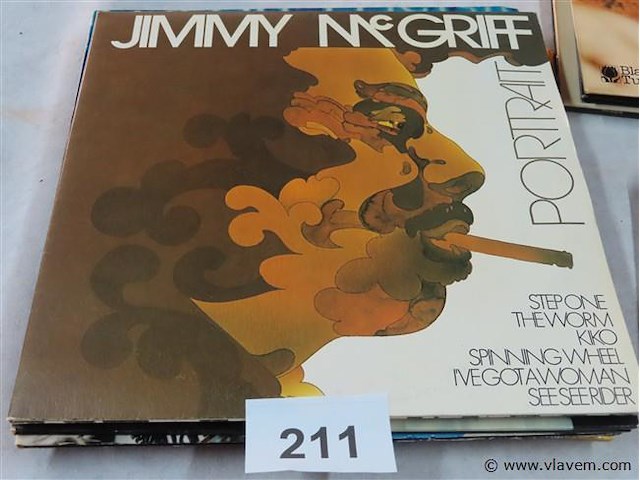 JIMMY McGRIFF
PORTRAIT
STEP ONE
THE WORM
KIKO
SPINNING WHEEL
I'VE GOT A WOMAN
SEE SEE RIDER
211
© www.vlavem.com